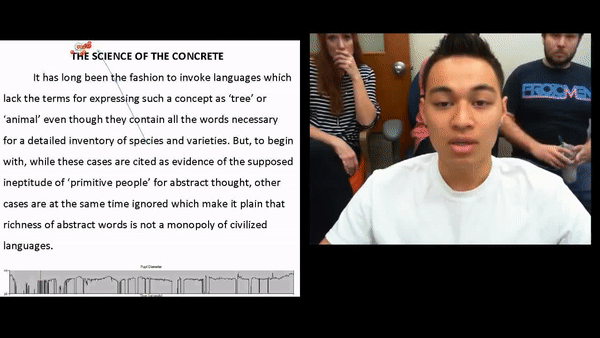 THE SCIENCE OF THE CONCRETE
It has long been the fashion to invoke languages which
lack the terms for expressing such a concept as ‘tree’ or
‘animal’ even though they contain all the words necessary
for a detailed inventory of species and varieties. But, to begin
with, while these cases are cited as evidence of the supposed
ineptitude of ‘primitive people’ for abstract thought, other
cases are at the same time ignored which make it plain that
richness of abstract words is not a monopoly of civilized
languages.
Pupil Diameter